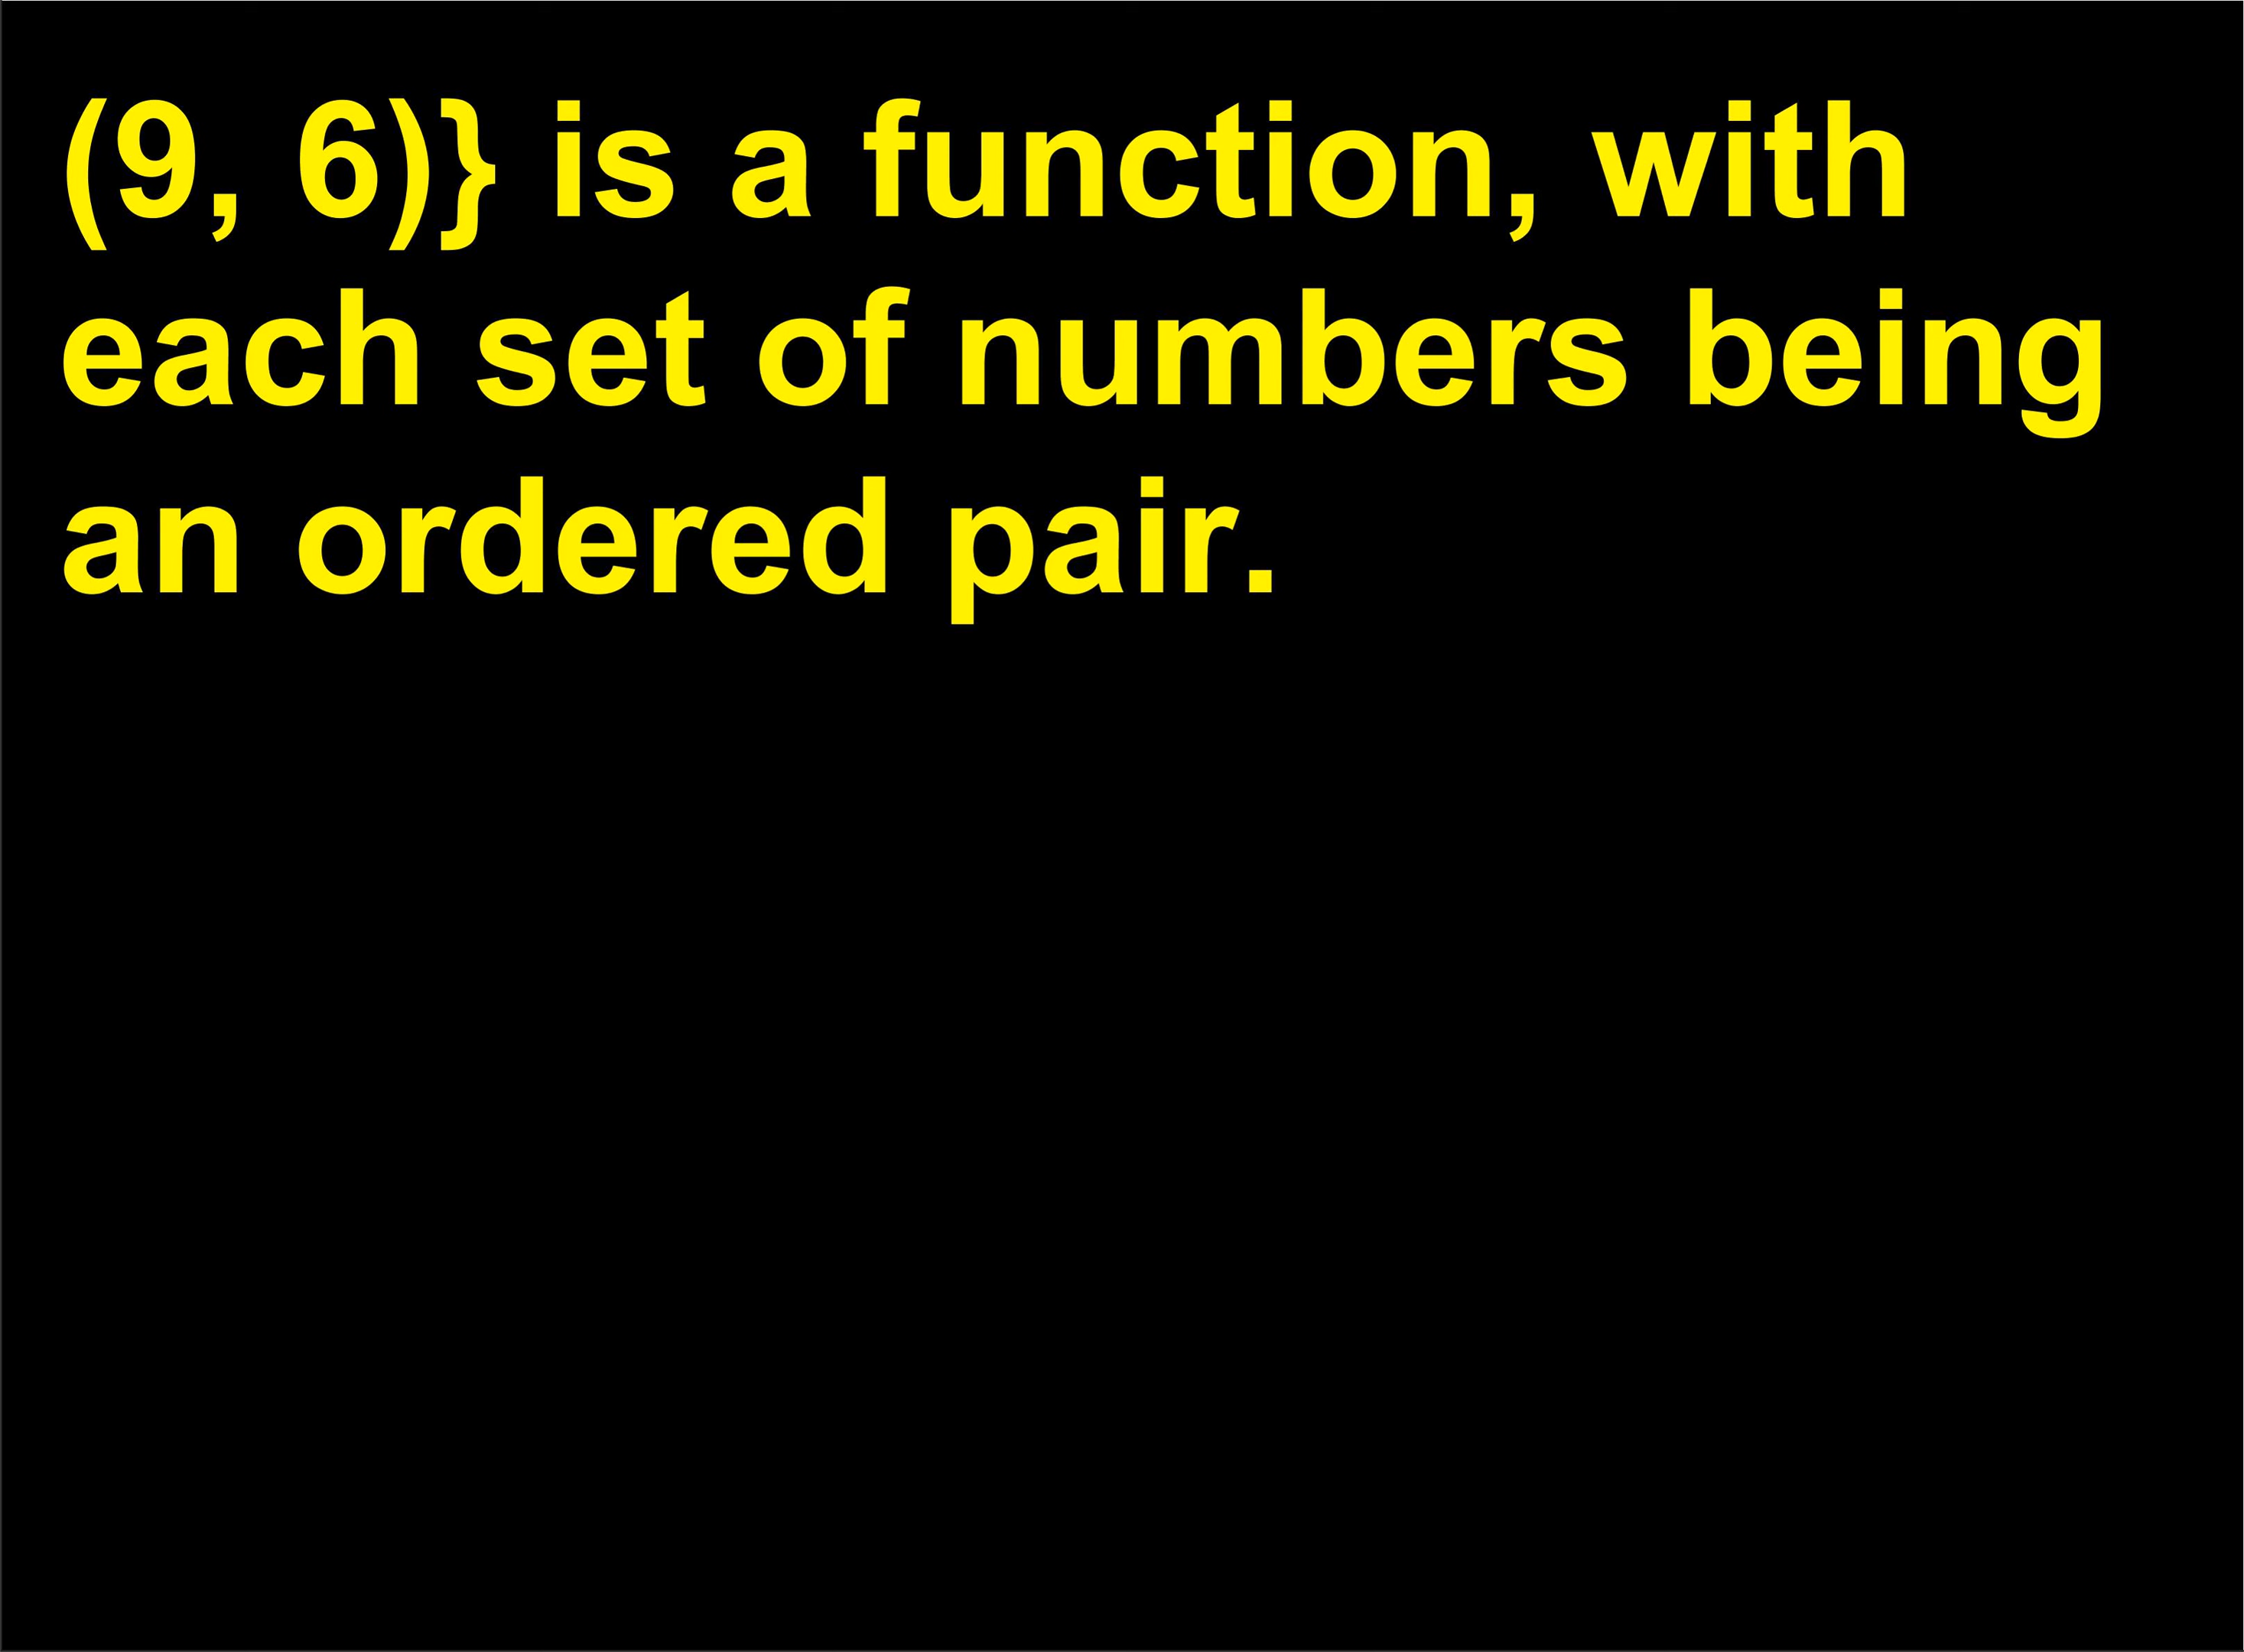 (9, 6)} is a function, with
each set of numbers being
an ordered pair.